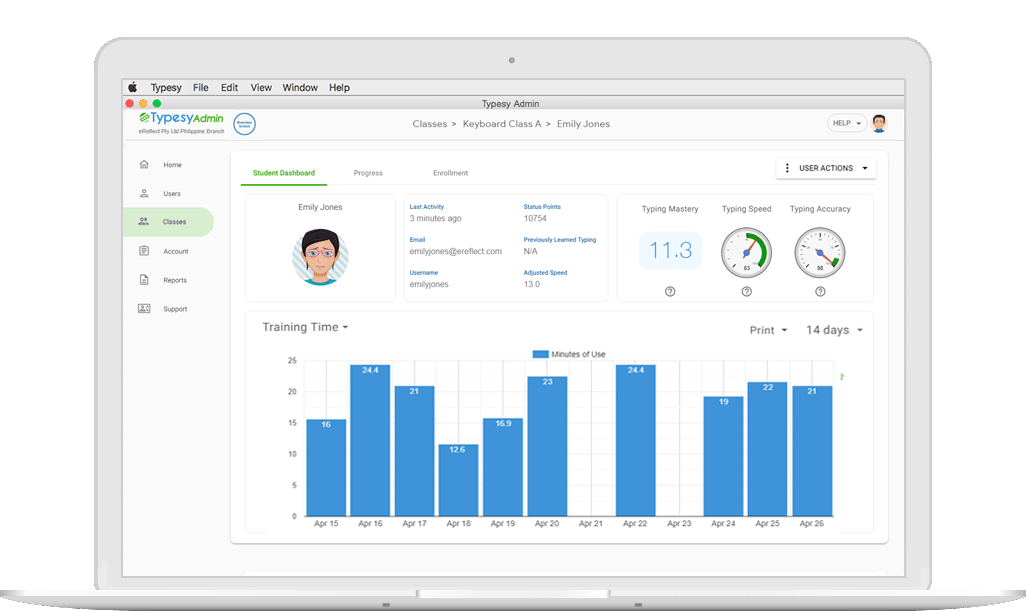 Typesy File Edit View Window Help
Typesy Admin
TypesyAdmin
eReflect Pty Ltd Philippine Branch
Riverview School
Classes > Keyboard Class A > Emily Jones
HELP
Home
Users
Classes
Account
Reports
Support
Student Dashboard Progress Enrollment
USER ACTIONS
Emily Jones
Last Activity
3 minutes ago
Email
emilyjones@ereflect.com
Username
emilyjones
Status Points
10754
Previously Learned Typing
N/A
Adjusted Speed
13.0
Typing Mastery Typing Speed Typing Accuracy
11.3
63
98
? ? ?
Training Time
Print 14 days
Minutes of Use
25
20
15
10
5
0
16 24.4 21 12.6 16.9 23 24.4 19 22 21
Apr 15 Apr 16 Apr 17 Apr 18 Apr 19 Apr 20 Apr 21 Apr 22 Apr 23 Apr 24 Apr 25 Apr 26